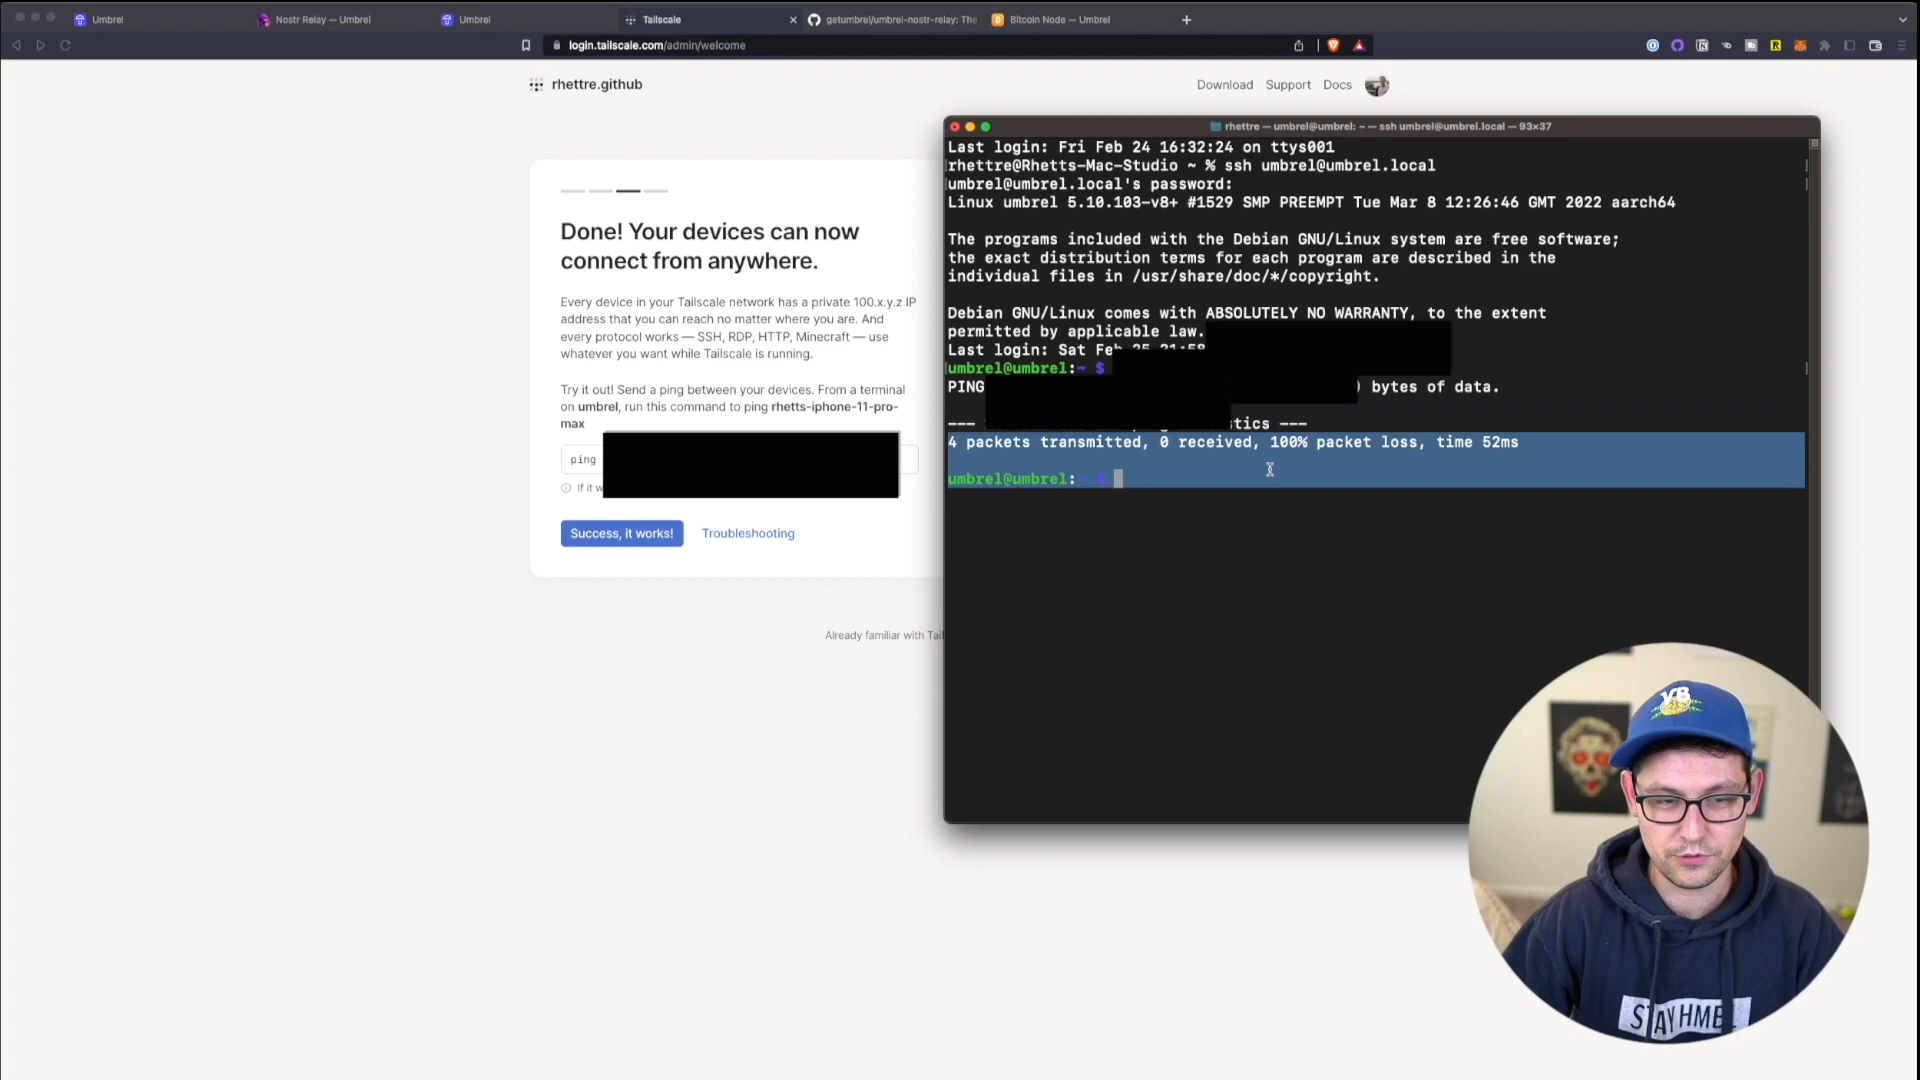 Umbrel
Nostr Relay — Umbrel
Umbrel
Tailscale
getumbrel/umbrel-nostr-relay: The
Bitcoin Node — Umbrel
login.tailscale.com/admin/welcome
rhettre.github
Download
Support
Docs
Done! Your devices can now
connect from anywhere.
Every device in your Tailscale network has a private 100.x.y.z IP
address that you can reach no matter where you are. And
every protocol works — SSH, RDP, HTTP, Minecraft — use
whatever you want while Tailscale is running.
Try it out! Send a ping between your devices. From a terminal
on umbrel, run this command to ping rhetts-iphone-11-pro-
max
ping
If it w
Success, it works!
Troubleshooting
Already familiar with Tail
rhettre — umbrel@umbrel: ~ — ssh umbrel@umbrel.local — 93×37
Last login: Fri Feb 24 16:32:24 on ttys001
rhettre@Rhetts-Mac-Studio ~ % ssh umbrel@umbrel.local
umbrel@umbrel.local's password:
Linux umbrel 5.10.103-v8+ #1529 SMP PREEMPT Tue Mar 8 12:26:46 GMT 2022 aarch64
The programs included with the Debian GNU/Linux system are free software;
the exact distribution terms for each program are described in the
individual files in /usr/share/doc/*/copyright.
Debian GNU/Linux comes with ABSOLUTELY NO WARRANTY, to the extent
permitted by applicable law.
Last login: Sat Feb 25 21:58
umbrel@umbrel:~ $
PING ) bytes of data.
--- tics ---
4 packets transmitted, 0 received, 100% packet loss, time 52ms
umbrel@umbrel:~ $
VB